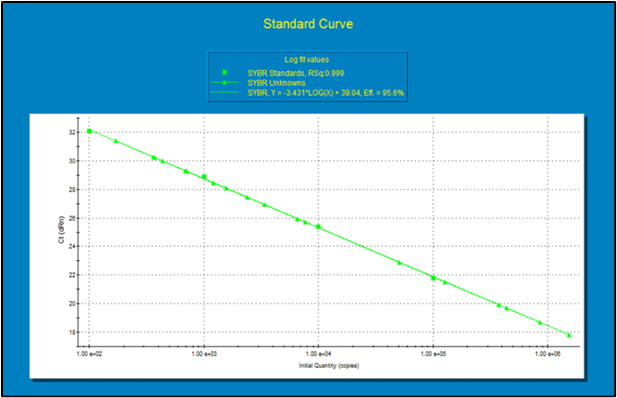 Standard Curve
Log fit values
SYBR Standards, RSq:0.999
SYBR Unknowns
SYBR, Y = -3.431*LOG(X) + 39.04, Eff. = 95.6%
32
30
28
26
24
22
20
18
Ct (dRn)
1.00 e+02 1.00 e+03 1.00 e+04 1.00 e+05 1.00 e+06
Initial Quantity (copies)